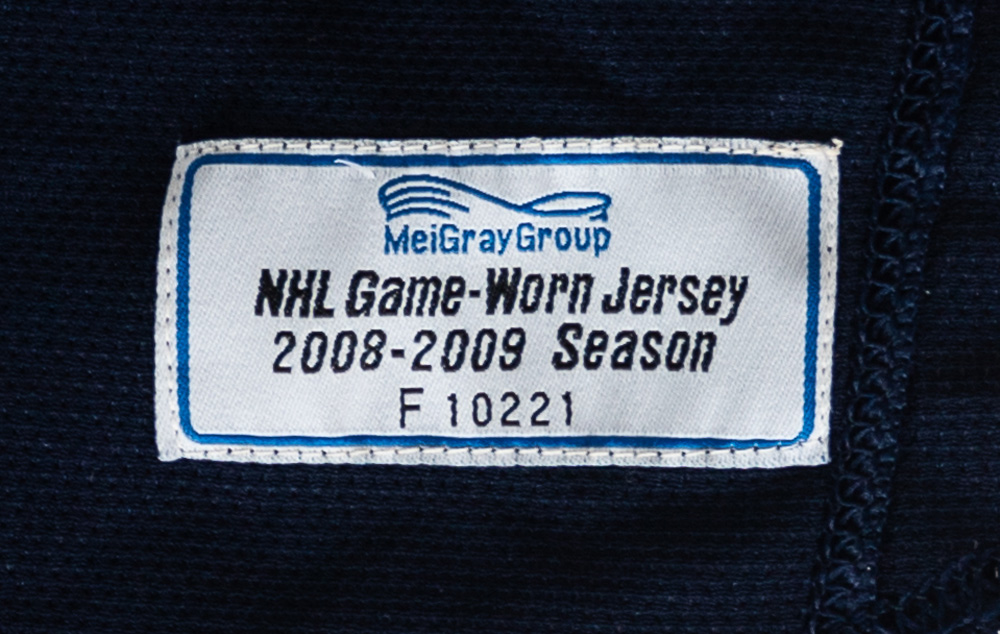 MeiGrayGroup
NHL Game-Worn Jersey
2008-2009 Season
F 10221